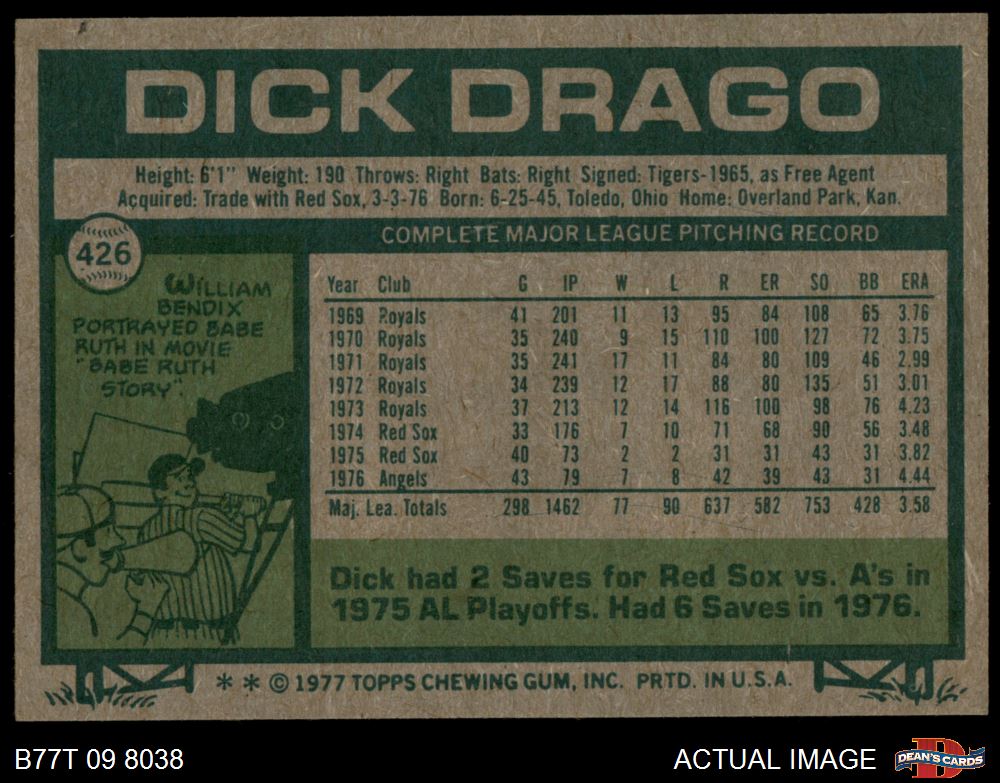 DICK DRAGO
Height: 6'1" Weight: 190 Throws: Right Bats: Right Signed: Tigers-1965, as Free Agent
Acquired: Trade with Red Sox, 3-3-76 Born: 6-25-45, Toledo, Ohio Home: Overland Park, Kan.
426
WILLIAM
BENDIX
PORTRAYED BABE
RUTH IN MOVIE
"BABE RUTH
STORY".
COMPLETE MAJOR LEAGUE PITCHING RECORD
Year Club G IP W L R ER SO BB ERA
1969 Royals 41 201 11 13 95 84 108 65 3.76
1970 Royals 35 240 9 15 110 100 127 72 3.75
1971 Royals 35 241 17 11 84 80 109 46 2.99
1972 Royals 34 239 12 17 88 80 135 51 3.01
1973 Royals 37 213 12 14 116 100 98 76 4.23
1974 Red Sox 33 176 7 10 71 68 90 56 3.48
1975 Red Sox 40 73 2 2 31 31 43 31 3.82
1976 Angels 43 79 7 8 42 39 43 31 4.44
Maj. Lea. Totals 298 1462 77 90 637 582 753 428 3.58
Dick had 2 Saves for Red Sox vs. A's in
1975 AL Playoffs. Had 6 Saves in 1976.
* * © 1977 TOPPS CHEWING GUM, INC. PRTD. IN U.S.A.
B77T 09 8038
ACTUAL IMAGE
D
DEAN'S CARDS